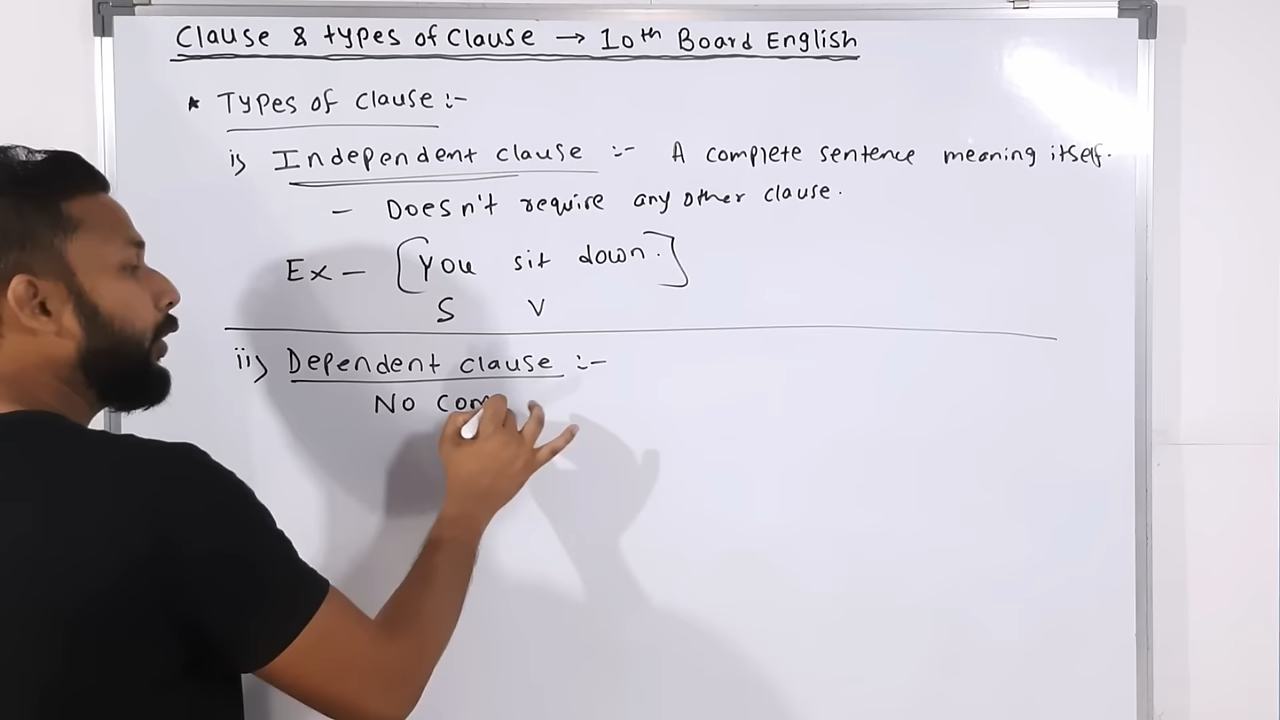 Clause & types of Clause → 10th Board English
* Types of clause :-
i) Independent clause :- A complete sentence meaning itself.
- Doesn't require any other clause.
Ex - [You sit down.]
S V
ii) Dependent clause :-
No Com